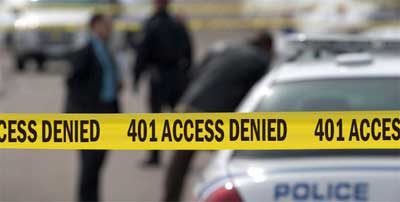 CESS DENIED 401 ACCESS DENIED 401 ACCES
POLICE